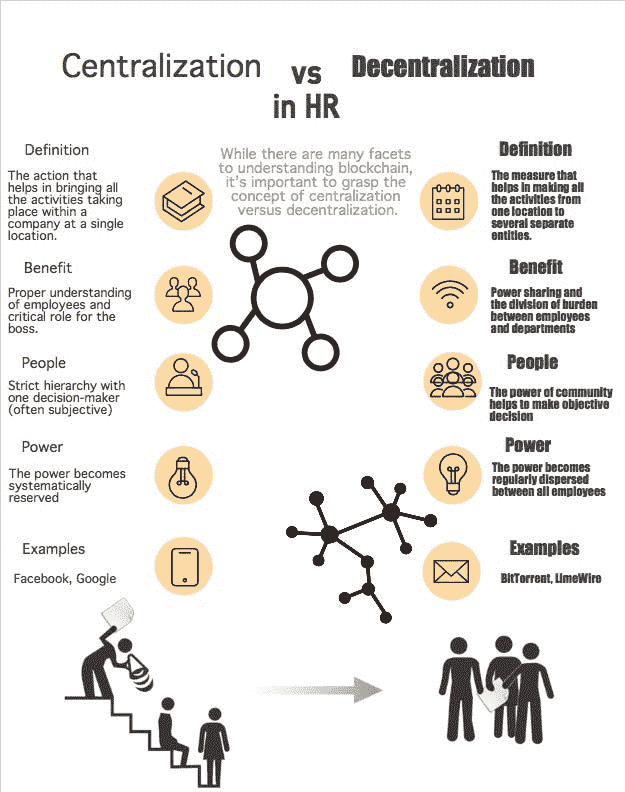 Centralization vs Decentralization
in HR
While there are many facets
to understanding blockchain,
it's important to grasp the
concept of centralization
versus decentralization.
Definition
The action that
helps in bringing all
the activities taking
place within a
company at a single
location.
Benefit
Proper understanding
of employees and
critical role for the
boss.
People
Strict hierarchy with
one decision-maker
(often subjective)
Power
The power becomes
systematically
reserved
Examples
Facebook, Google
Definition
The measure that
helps in making all
the activities from
one location to
several separate
entities.
Benefit
Power sharing and
the division of burden
between employees
and departments
People
The power of community
helps to make objective
decision
Power
The power becomes
regularly dispersed
between all employees
Examples
BitTorrent, LimeWire